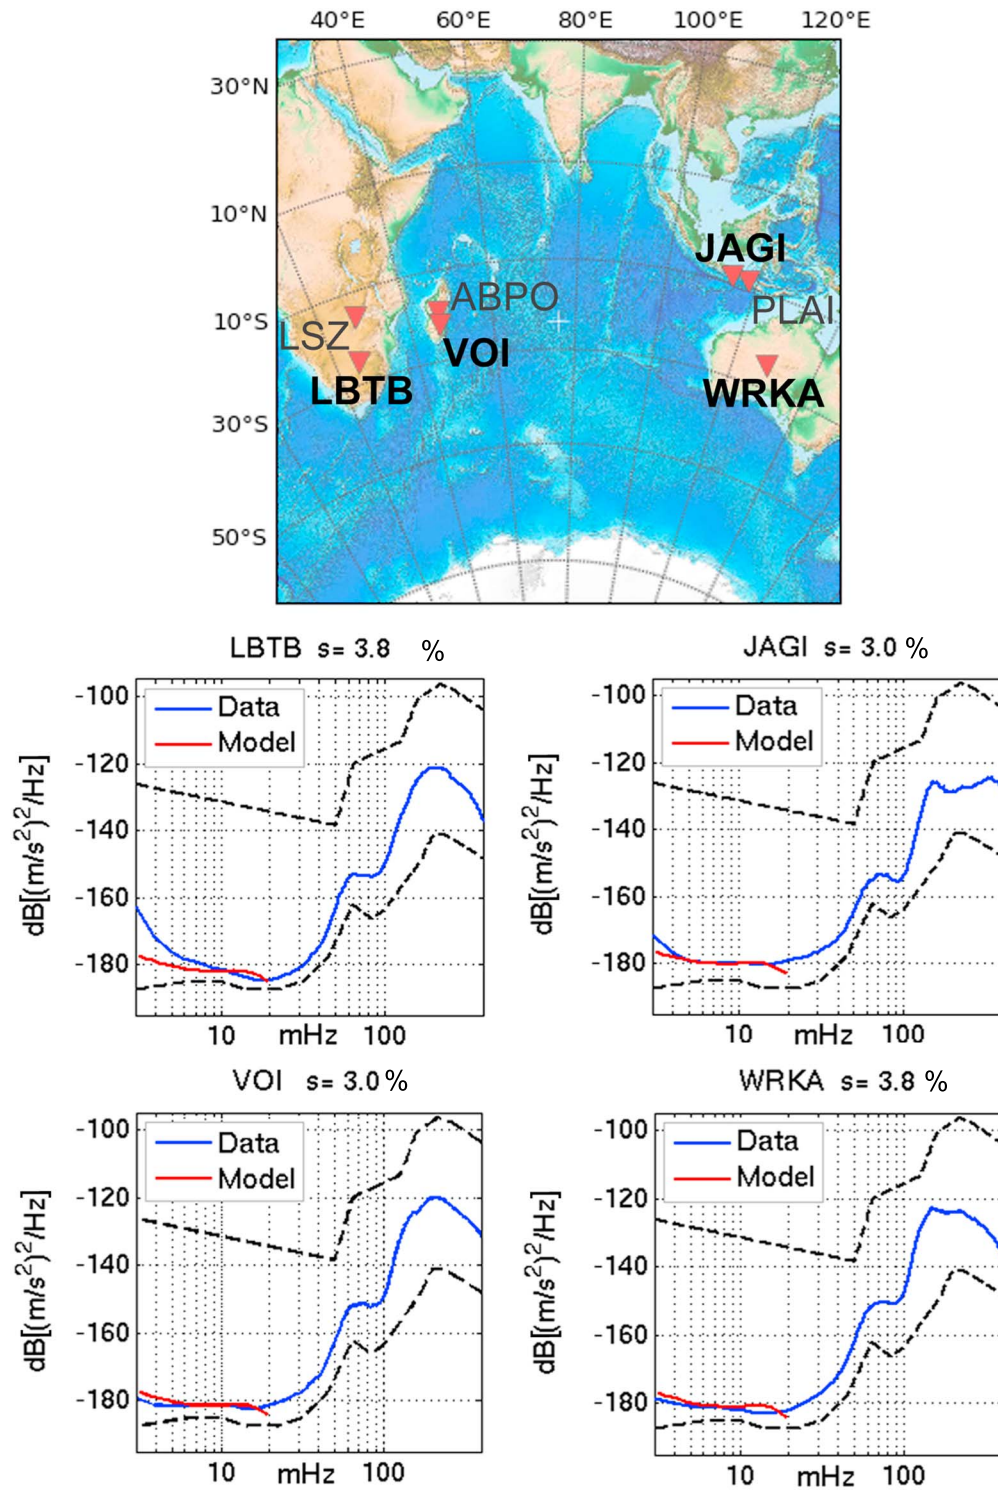 40°E 60°E 80°E 100°E 120°E
30°N
10°N
10°S
30°S
50°S
JAGI
ABPO
PLAI
LSZ
VOI
LBTB
WRKA
LBTB s= 3.8 %
-100
-120
-140
-160
-180
dB[(m/s²)²/Hz]
Data
Model
10 mHz 100
JAGI s= 3.0 %
-100
-120
-140
-160
-180
dB[(m/s²)²/Hz]
Data
Model
10 mHz 100
VOI s= 3.0 %
-100
-120
-140
-160
-180
dB[(m/s²)²/Hz]
Data
Model
10 mHz 100
WRKA s= 3.8 %
-100
-120
-140
-160
-180
dB[(m/s²)²/Hz]
Data
Model
10 mHz 100